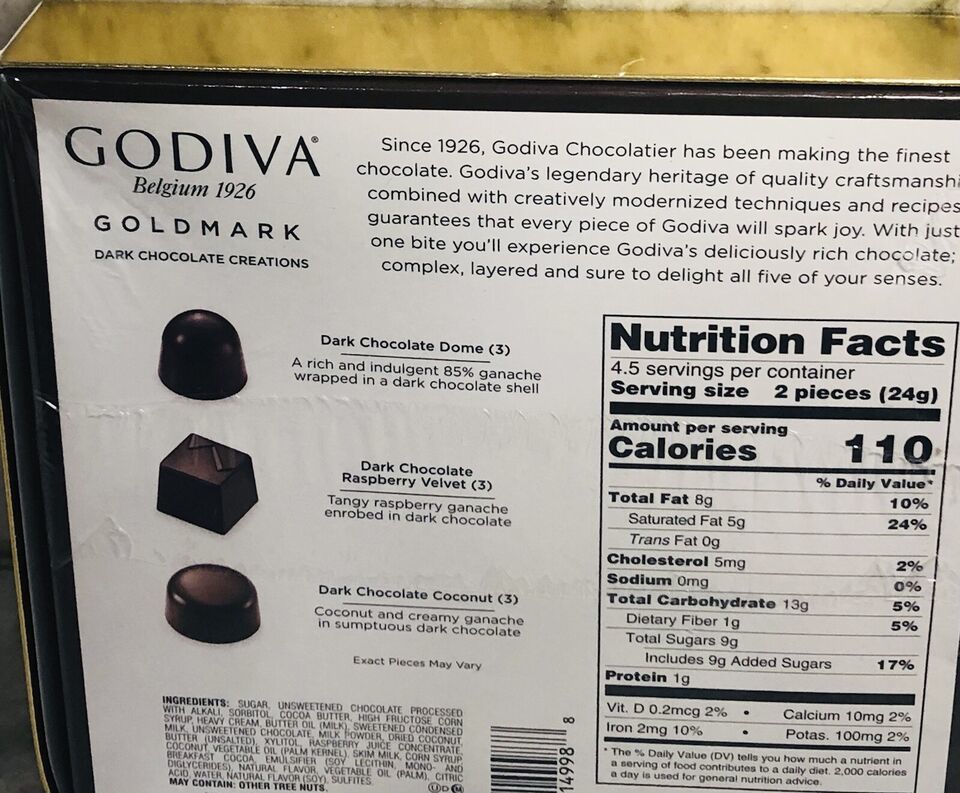 GODIVA®
Belgium 1926
GOLDMARK
DARK CHOCOLATE CREATIONS
Since 1926, Godiva Chocolatier has been making the finest
chocolate. Godiva's legendary heritage of quality craftsmanshi
combined with creatively modernized techniques and recipes
guarantees that every piece of Godiva will spark joy. With just
one bite you'll experience Godiva's deliciously rich chocolate;
complex, layered and sure to delight all five of your senses.
Dark Chocolate Dome (3)
A rich and indulgent 85% ganache
wrapped in a dark chocolate shell
Dark Chocolate
Raspberry Velvet (3)
Tangy raspberry ganache
enrobed in dark chocolate
Dark Chocolate Coconut (3)
Coconut and creamy ganache
in sumptuous dark chocolate
Exact Pieces May Vary
INGREDIENTS: SUGAR, UNSWEETENED CHOCOLATE PROCESSED
WITH ALKALI, SORBITOL, COCOA BUTTER, HIGH FRUCTOSE CORN
SYRUP, HEAVY CREAM, BUTTER OIL (MILK), SWEETENED CONDENSED
MILK, UNSWEETENED CHOCOLATE, MILK POWDER, DRIED COCONUT,
BUTTER (UNSALTED), XYLITOL, RASPBERRY JUICE CONCENTRATE,
COCONUT, VEGETABLE OIL (PALM KERNEL), SKIM MILK, CORN SYRUP,
BREAKFAST COCOA, EMULSIFIER (SOY LECITHIN, MONO- AND
DIGLYCERIDES), NATURAL FLAVOR, VEGETABLE OIL (PALM), CITRIC
ACID, WATER, NATURAL FLAVOR (SOY), SULFITES.
MAY CONTAIN: OTHER TREE NUTS.
14998 8
Nutrition Facts
4.5 servings per container
Serving size 2 pieces (24g)
Amount per serving
Calories 110
% Daily Value*
Total Fat 8g 10%
Saturated Fat 5g 24%
Trans Fat 0g
Cholesterol 5mg 2%
Sodium 0mg 0%
Total Carbohydrate 13g 5%
Dietary Fiber 1g 5%
Total Sugars 9g
Includes 9g Added Sugars 17%
Protein 1g
Vit. D 0.2mcg 2% • Calcium 10mg 2%
Iron 2mg 10% • Potas. 100mg 2%
* The % Daily Value (DV) tells you how much a nutrient in
a serving of food contributes to a daily diet. 2,000 calories
a day is used for general nutrition advice.